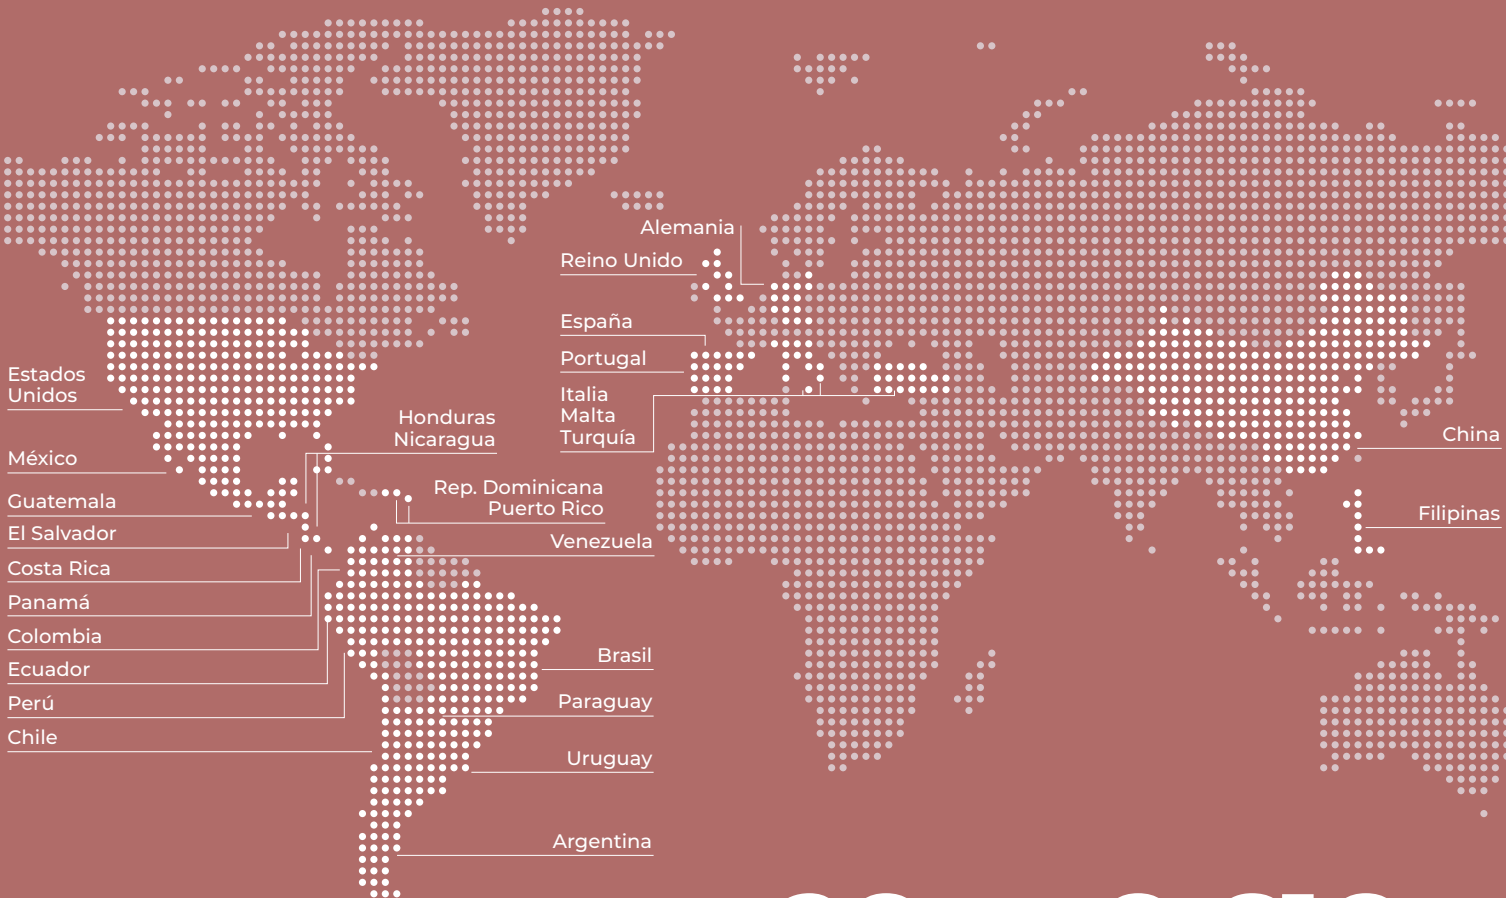 Alemania
Reino Unido
España
Portugal
Italia
Malta
Turquía
Estados
Unidos
México
Guatemala
El Salvador
Costa Rica
Panamá
Colombia
Ecuador
Perú
Chile
Honduras
Nicaragua
Rep. Dominicana
Puerto Rico
Venezuela
Brasil
Paraguay
Uruguay
Argentina
China
Filipinas